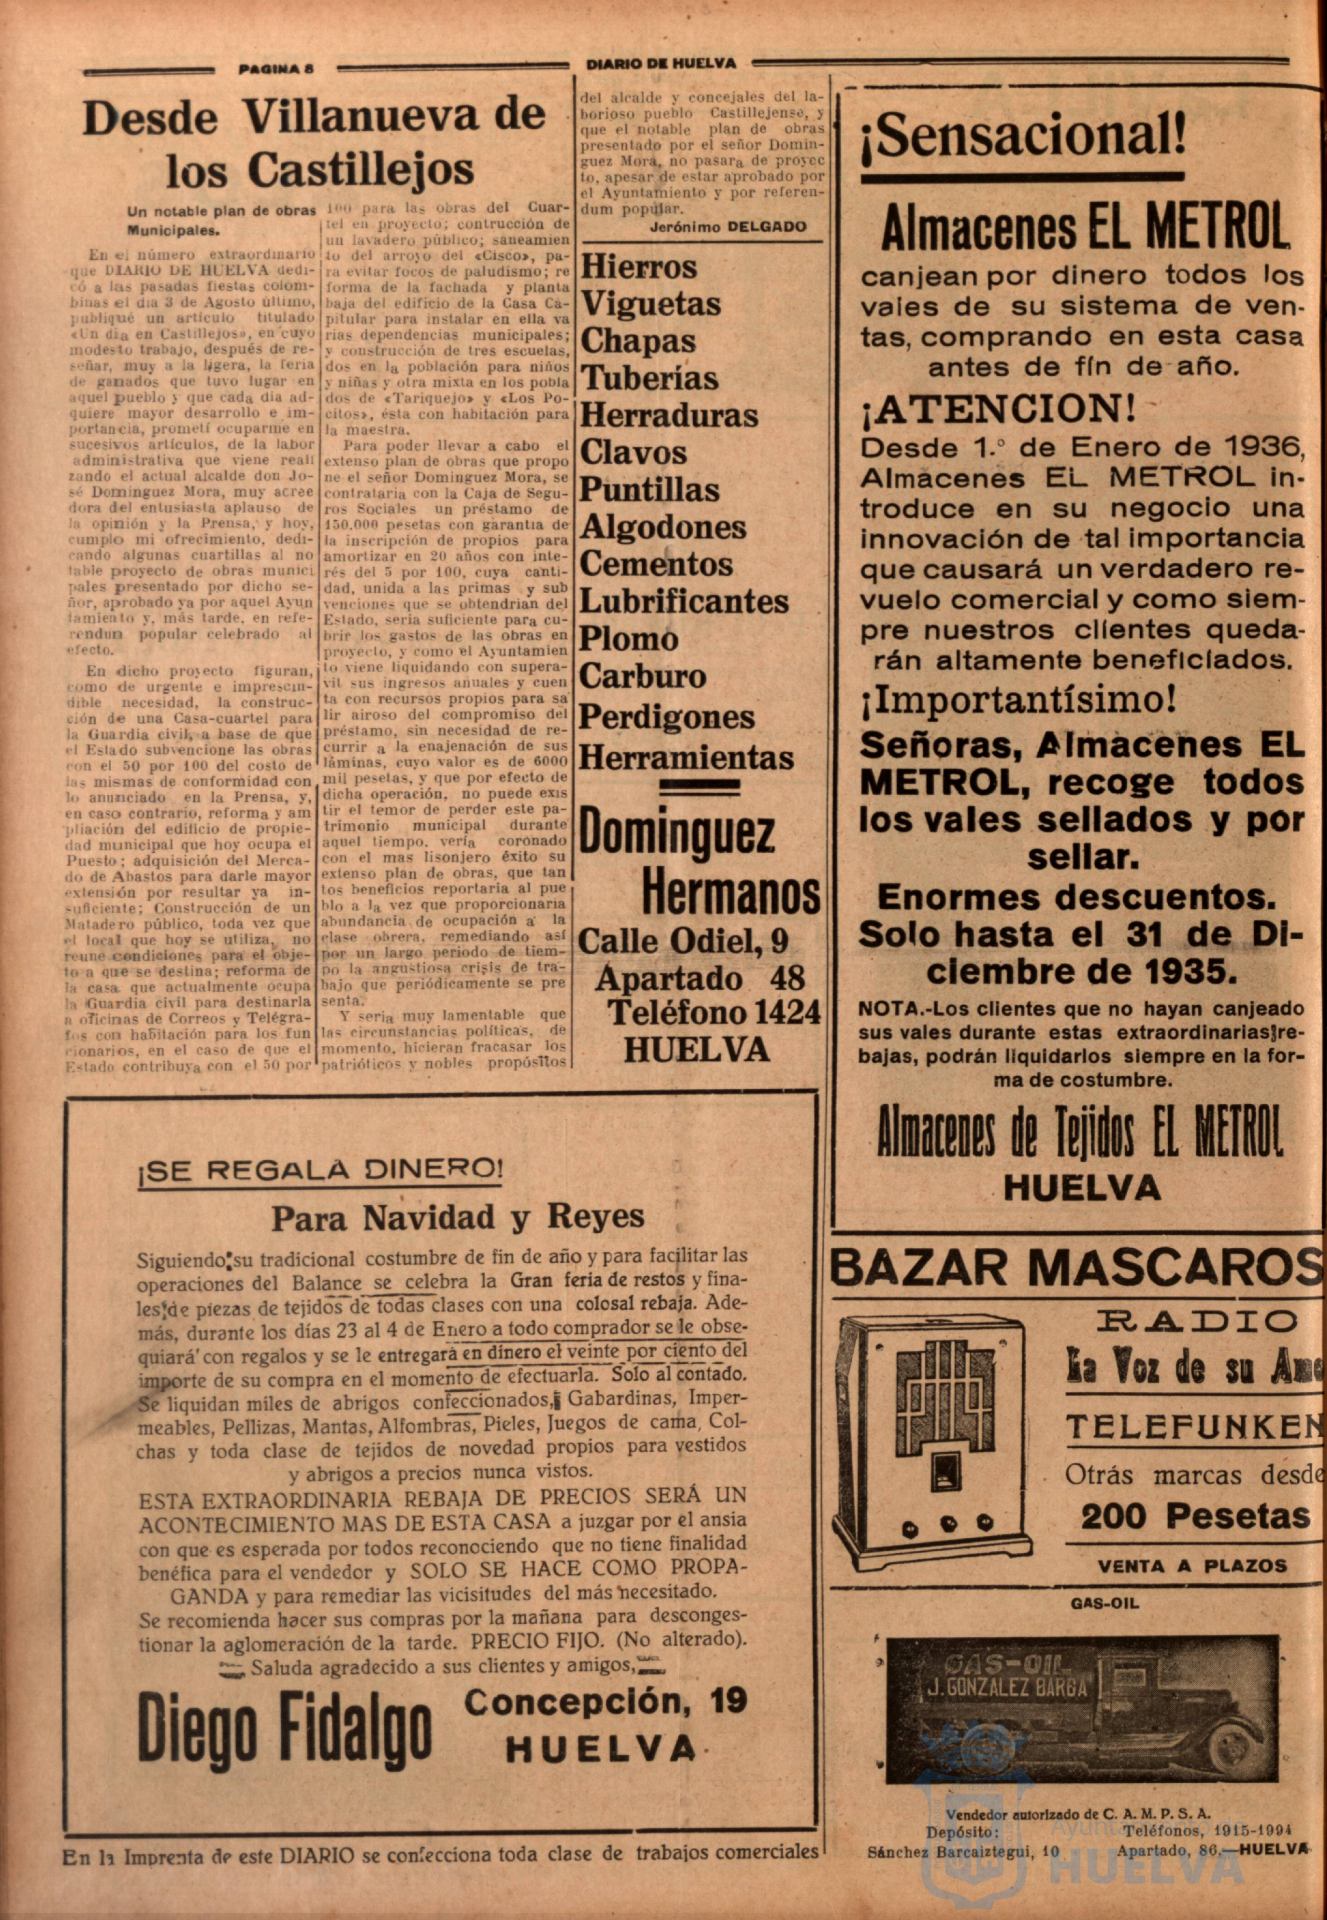 PAGINA 8
DIARIO DE HUELVA
Desde Villanueva de
los Castillejos
Un notable plan de obras
Municipales.
En el número extraordinario
que DIARIO DE HUELVA dedi-
có a las pasadas fiestas colom-
binas el dia 3 de Agosto último,
publiqué un artículo titulado
«Un dia en Castillejos», en cuyo
modesto trabajo, después de re-
señar, muy a la ligera, la feria
de ganados que tuvo lugar en
aquel pueblo y que cada dia ad-
quiere mayor desarrollo e im-
portancia, prometí ocuparme en
sucesivos artículos, de la labor
administrativa que viene reali
zando el actual alcalde don Jo-
sé Dominguez Mora, muy acree
dora del entusiasta aplauso de
la opinión y la Prensa, y hoy,
cumplo mi ofrecimiento, dedi-
cando algunas cuartillas al no
table proyecto de obras munici
pales presentado por dicho se-
ñor, aprobado ya por aquel Ayun
tamiento y, más tarde, en refe-
rendun popular celebrado al
efecto.
En dicho proyecto figuran,
como de urgente e imprescin-
dible necesidad, la construc-
ción de una Casa-cuartel para
la Guardia civil, a base de que
el Estado subvencione las obras
con el 50 por 100 del costo de
las mismas de conformidad con
lo anunciado en la Prensa, y,
en caso contrario, reforma y am
pliación del edificio de propie-
dad municipal que hoy ocupa el
Puesto; adquisición del Merca-
do de Abastos para darle mayor
extensión por resultar ya in-
suficiente; Construcción de un
Matadero público, toda vez que
el local que hoy se utiliza, no
reune condiciones para el obje-
to a que se destina; reforma de
la casa que actualmente ocupa
la Guardia civil para destinarla
a oficinas de Correos y Telégra-
fos con habitación para los fun
cionarios, en el caso de que el
Estado contribuya con el 50 por
100 para las obras del Cuar-
tel en proyecto; contrucción de
un lavadero público; saneamien
to del arroyo del «Cisco», pa-
ra evitar focos de paludismo; re
forma de la fachada y planta
baja del edificio de la Casa Ca-
pitular para instalar en ella va
rias dependencias municipales;
y construcción de tres escuelas,
dos en la población para niños
y niñas y otra mixta en los pobla
dos de «Tariquejo» y «Los Po-
citos», ésta con habitación para
la maestra.
Para poder llevar a cabo el
extenso plan de obras que propo
ne el señor Dominguez Mora, se
contrataria con la Caja de Segu-
ros Sociales un préstamo de
150.000 pesetas con garantia de
la inscripción de propios para
amortizar en 20 años con inte-
rés del 5 por 100, cuya canti-
dad, unida a las primas y sub
venciones que se obtendrian del
Estado, seria suficiente para cu-
brir los gastos de las obras en
proyecto, y como el Ayuntamien
to viene liquidando con supera-
vit sus ingresos anuales y cuen
ta con recursos propios para sa
lir airoso del compromiso del
préstamo, sin necesidad de re-
currir a la enajenación de sus
láminas, cuyo valor es de 6000
mil pesetas, y que por efecto de
dicha operación, no puede exis
tir el temor de perder este pa-
trimonio municipal durante
aquel tiempo, vería coronado
con el mas lisonjero éxito su
extenso plan de obras, que tan
tos beneficios reportaria al pue
blo a la vez que proporcionaria
abundancia de ocupación a la
clase obrera, remediando así
por un largo periodo de tiem-
po la angustiosa crisis de tra-
bajo que periódicamente se pre
senta.
Y seria muy lamentable que
las circunstancias políticas, de
momento, hicieran fracasar los
patrióticos y nobles propósitos
del alcalde y concejales del la-
borioso pueblo Castillejense, y
que el notable plan de obras
presentado por el señor Domin-
guez Mora, no pasara de proyec
to, apesar de estar aprobado por
el Ayuntamiento y por referen-
dum popular.
Jerónimo DELGADO
Hierros
Viguetas
Chapas
Tuberías
Herraduras
Clavos
Puntillas
Algodones
Cementos
Lubrificantes
Plomo
Carburo
Perdigones
Herramientas
Dominguez
Hermanos
Calle Odiel, 9
Apartado 48
Teléfono 1424
HUELVA
¡Sensacional!
Almacenes EL METROL
canjean por dinero todos los
vales de su sistema de ven-
tas, comprando en esta casa
antes de fín de año.
¡ATENCION!
Desde 1.º de Enero de 1936,
Almacenes EL METROL in-
troduce en su negocio una
innovación de tal importancia
que causará un verdadero re-
vuelo comercial y como siem-
pre nuestros clientes queda-
rán altamente beneficiados.
¡Importantísimo!
Señoras, Almacenes EL
METROL, recoge todos
los vales sellados y por
sellar.
Enormes descuentos.
Solo hasta el 31 de Di-
ciembre de 1935.
NOTA.-Los clientes que no hayan canjeado
sus vales durante estas extraordinarias re-
bajas, podrán liquidarlos siempre en la for-
ma de costumbre.
Almacenes de Tejidos EL METROL
HUELVA
¡SE REGALA DINERO!
Para Navidad y Reyes
Siguiendo su tradicional costumbre de fin de año y para facilitar las
operaciones del Balance se celebra la Gran feria de restos y fina-
les de piezas de tejidos de todas clases con una colosal rebaja. Ade-
más, durante los días 23 al 4 de Enero a todo comprador se le obse-
quiará con regalos y se le entregará en dinero el veinte por ciento del
importe de su compra en el momento de efectuarla. Solo al contado.
Se liquidan miles de abrigos confeccionados, Gabardinas, Imper-
meables, Pellizas, Mantas, Alfombras, Pieles, Juegos de cama, Col-
chas y toda clase de tejidos de novedad propios para vestidos
y abrigos a precios nunca vistos.
ESTA EXTRAORDINARIA REBAJA DE PRECIOS SERÁ UN
ACONTECIMIENTO MAS DE ESTA CASA a juzgar por el ansia
con que es esperada por todos reconociendo que no tiene finalidad
benéfica para el vendedor y SOLO SE HACE COMO PROPA-
GANDA y para remediar las vicisitudes del más necesitado.
Se recomienda hacer sus compras por la mañana para desconges-
tionar la aglomeración de la tarde. PRECIO FIJO. (No alterado).
Saluda agradecido a sus clientes y amigos,
Diego Fidalgo
Concepción, 19
HUELVA
En la Imprenta de este DIARIO se confecciona toda clase de trabajos comerciales
BAZAR MASCAROS
RADIO
La Voz de su Am
TELEFUNKEN
Otrás marcas desde
200 Pesetas
VENTA A PLAZOS
GAS-OIL
GAS-OIL
J. GONZALEZ BARBA
Vendedor autorizado de C. A. M. P. S. A.
Depósito:
Teléfonos, 1915-1994
Sánchez Barcaiztegui, 10
Apartado, 86.—HUELVA
Ayuntamiento
HUELVA